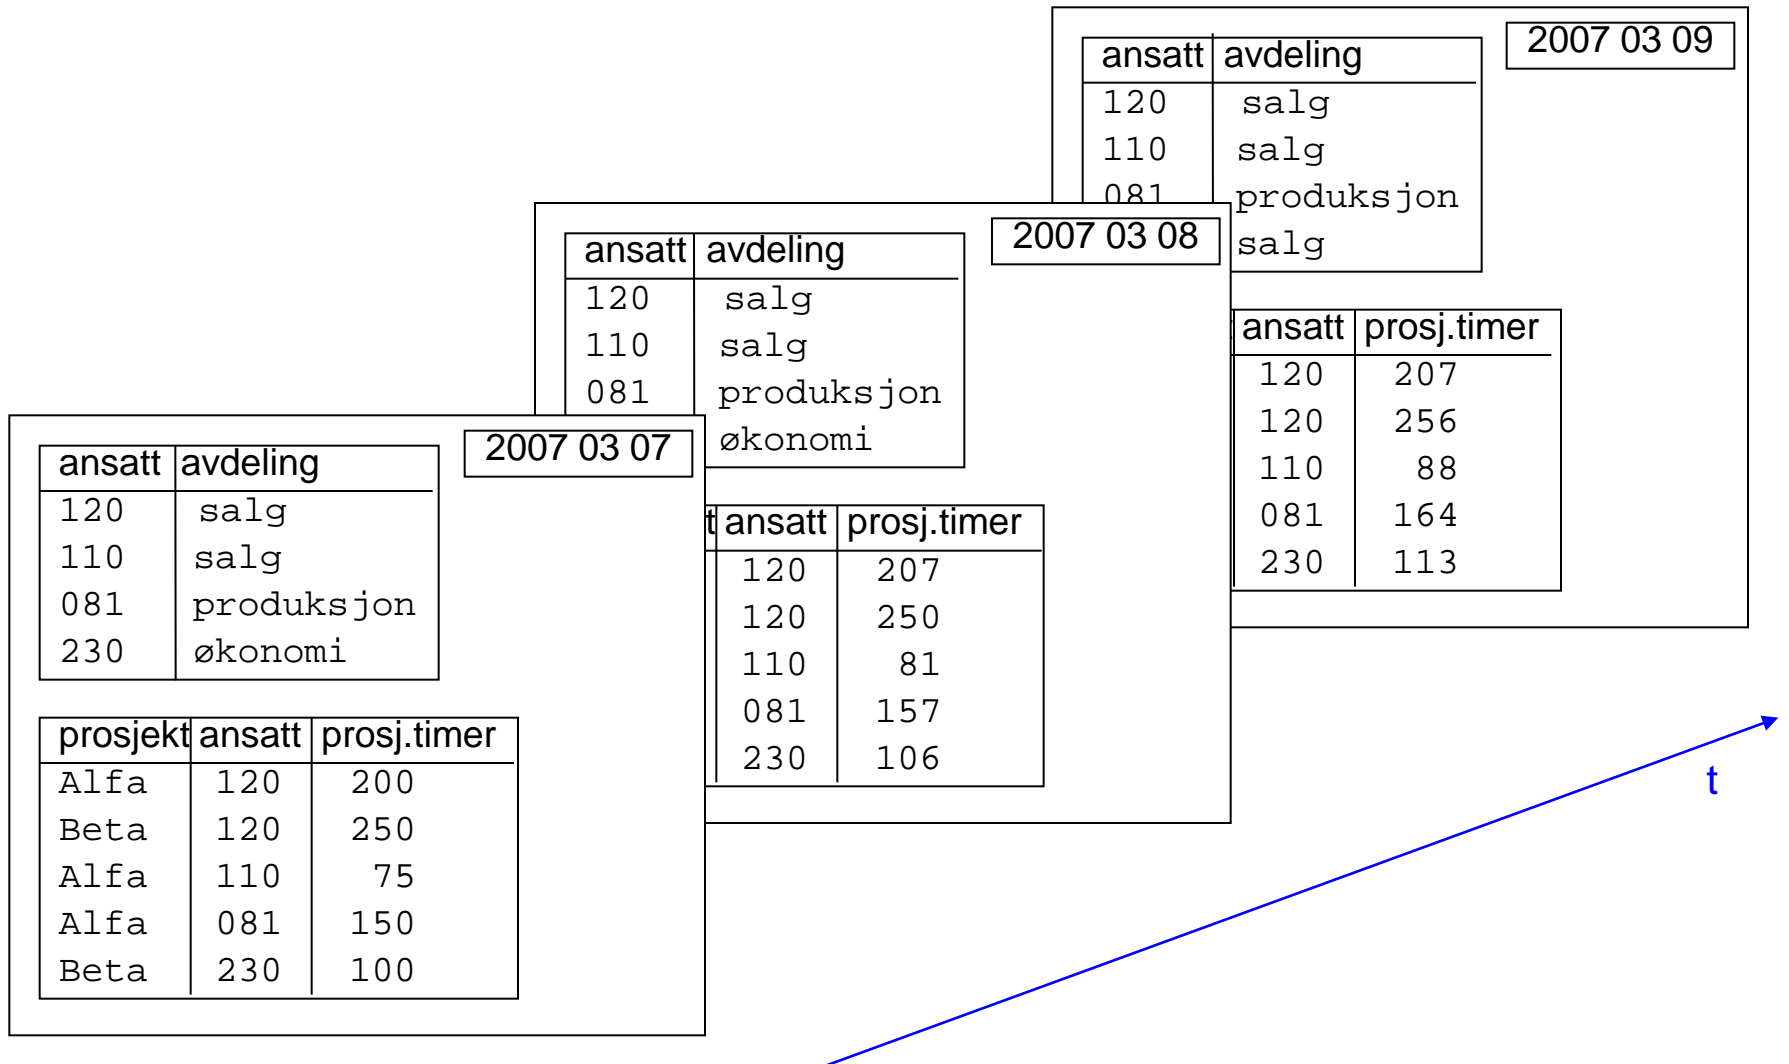 2007 03 09
ansatt avdeling
120 salg
110 salg
081 produksjon
salg
ansatt prosj.timer
120 207
120 256
110 88
081 164
230 113
2007 03 08
ansatt avdeling
120 salg
110 salg
081 produksjon
økonomi
t ansatt prosj.timer
120 207
120 250
110 81
081 157
230 106
2007 03 07
ansatt avdeling
120 salg
110 salg
081 produksjon
230 økonomi
prosjekt ansatt prosj.timer
Alfa 120 200
Beta 120 250
Alfa 110 75
Alfa 081 150
Beta 230 100
t